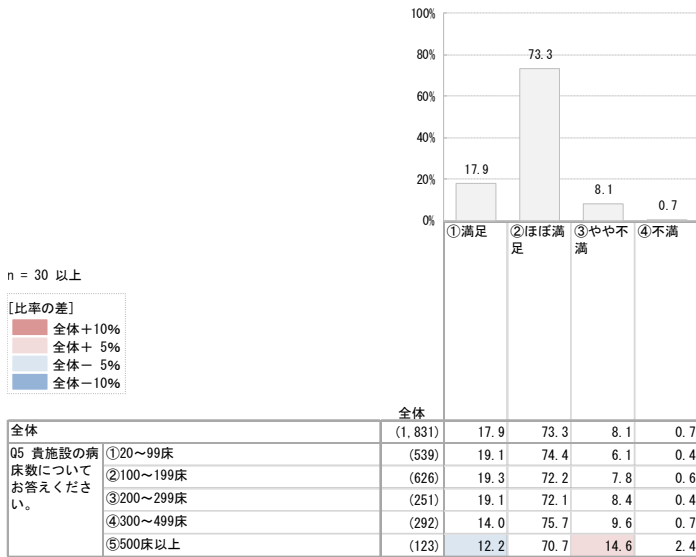 100%
80%
60%
40%
20%
0%
17.9
73.3
8.1
0.7
①満足
②ほぼ満
足
③やや不
満
④不満
n = 30 以上
[比率の差]
全体+10%
全体+ 5%
全体- 5%
全体-10%
全体
全体 (1,831) 17.9 73.3 8.1 0.7
Q5 貴施設の病
床数について
お答えくださ
い。
①20~99床 (539) 19.1 74.4 6.1 0.4
②100~199床 (626) 19.3 72.2 7.8 0.6
③200~299床 (251) 19.1 72.1 8.4 0.4
④300~499床 (292) 14.0 75.7 9.6 0.7
⑤500床以上 (123) 12.2 70.7 14.6 2.4